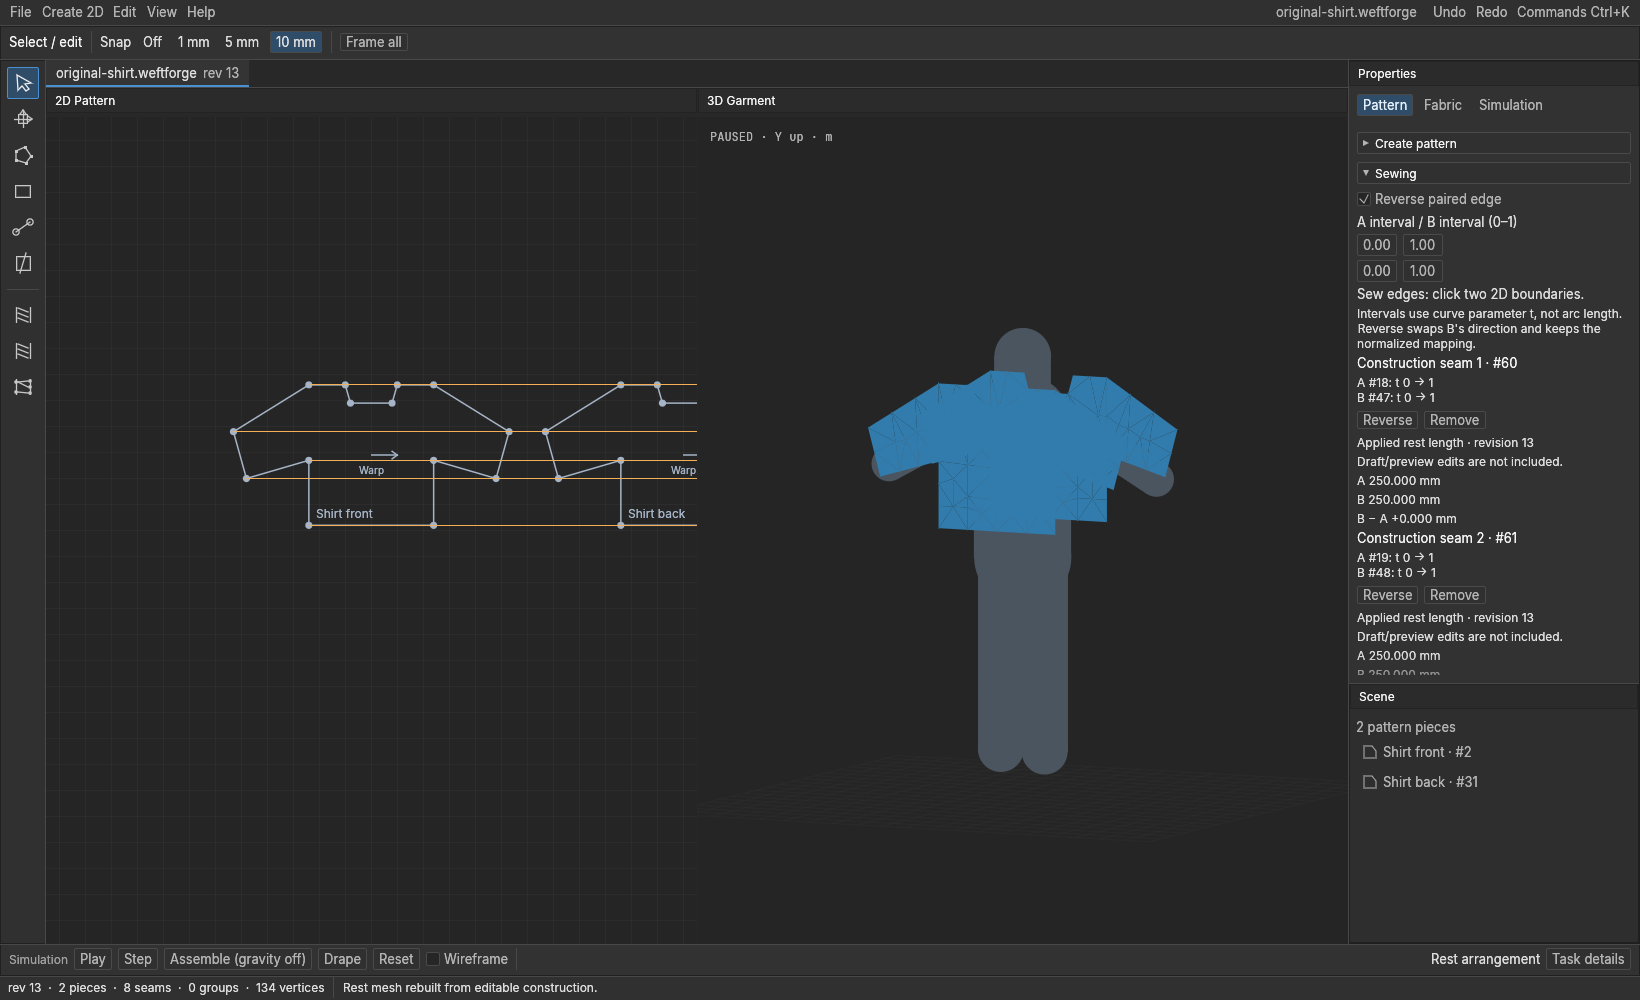 File Create 2D Edit View Help
original-shirt.weftforge Undo Redo Commands Ctrl+K
Select / edit Snap Off 1 mm 5 mm 10 mm Frame all
original-shirt.weftforge rev 13
2D Pattern
3D Garment
PAUSED · Y up · m
Warp
Warp
Shirt front
Shirt back
Properties
Pattern Fabric Simulation
Create pattern
Sewing
Reverse paired edge
A interval / B interval (0–1)
0.00 1.00
0.00 1.00
Sew edges: click two 2D boundaries.
Intervals use curve parameter t, not arc length.
Reverse swaps B's direction and keeps the
normalized mapping.
Construction seam 1 · #60
A #18: t 0 → 1
B #47: t 0 → 1
Reverse Remove
Applied rest length · revision 13
Draft/preview edits are not included.
A 250.000 mm
B 250.000 mm
B − A +0.000 mm
Construction seam 2 · #61
A #19: t 0 → 1
B #48: t 0 → 1
Reverse Remove
Applied rest length · revision 13
Draft/preview edits are not included.
A 250.000 mm
B 250.000 mm
Scene
2 pattern pieces
Shirt front · #2
Shirt back · #31
Simulation Play Step Assemble (gravity off) Drape Reset Wireframe
Rest arrangement Task details
rev 13 · 2 pieces · 8 seams · 0 groups · 134 vertices Rest mesh rebuilt from editable construction.